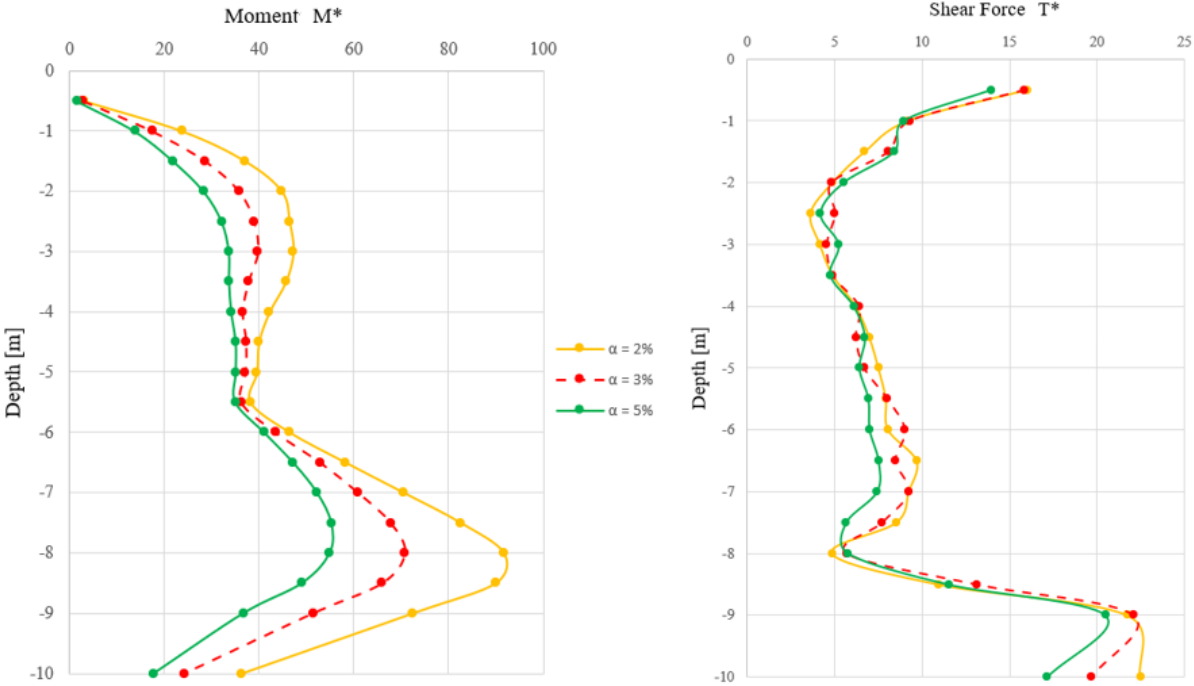 Moment M*
0 20 40 60 80 100
0
-1
-2
-3
-4
-5
-6
-7
-8
-9
-10
Depth [m]
α = 2%
α = 3%
α = 5%
Shear Force T*
0 5 10 15 20 25
-0
-1
-2
-3
-4
-5
-6
-7
-8
-9
-10
Depth [m]